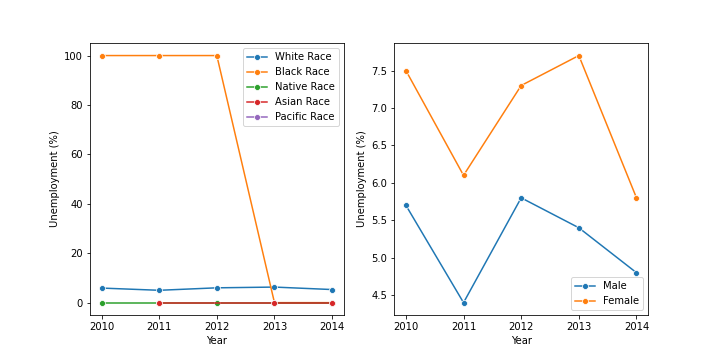 100
80
60
40
20
0
Unemployment (%)
2010 2011 2012 2013 2014
Year
White Race
Black Race
Native Race
Asian Race
Pacific Race
7.5
7.0
6.5
6.0
5.5
5.0
4.5
Unemployment (%)
2010 2011 2012 2013 2014
Year
Male
Female